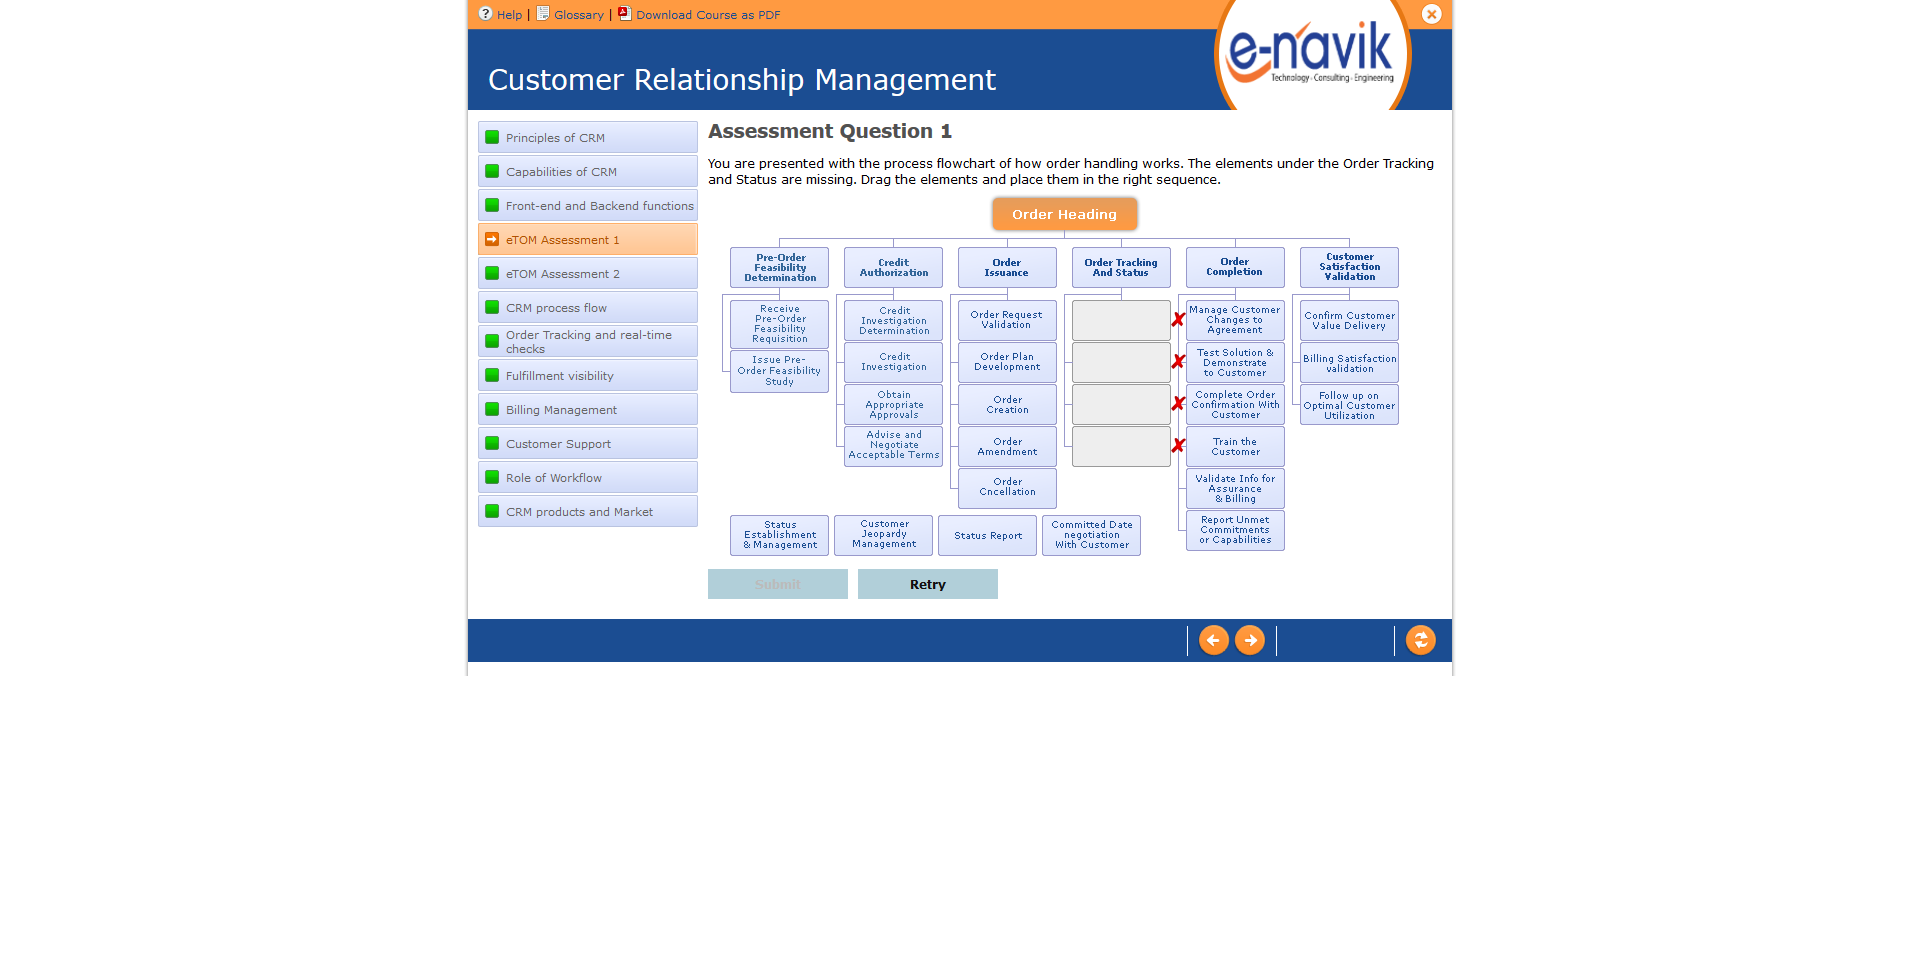 Help | Glossary | Download Course as PDF
e-navik
Technology - Consulting - Engineering
Customer Relationship Management
Principles of CRM
Capabilities of CRM
Front-end and Backend functions
eTOM Assessment 1
eTOM Assessment 2
CRM process flow
Order Tracking and real-time
checks
Fulfillment visibility
Billing Management
Customer Support
Role of Workflow
CRM products and Market
Assessment Question 1
You are presented with the process flowchart of how order handling works. The elements under the Order Tracking
and Status are missing. Drag the elements and place them in the right sequence.
Order Heading
Pre-Order
Feasibility
Determination
Receive
Pre-Order
Feasibility
Requisition
Issue Pre-
Order Feasibility
Study
Credit
Authorization
Credit
Investigation
Determination
Credit
Investigation
Obtain
Appropriate
Approvals
Advise and
Negotiate
Acceptable Terms
Order
Issuance
Order Request
Validation
Order Plan
Development
Order
Creation
Order
Amendment
Order
Cncellation
Order Tracking
And Status
Order
Completion
Manage Customer
Changes to
Agreement
Test Solution &
Demonstrate
to Customer
Complete Order
Confirmation With
Customer
Train the
Customer
Validate Info for
Assurance
& Billing
Report Unmet
Commitments
or Capabilities
Customer
Satisfaction
Validation
Confirm Customer
Value Delivery
Billing Satisfaction
validation
Follow up on
Optimal Customer
Utilization
Status
Establishment
& Management
Customer
Jeopardy
Management
Status Report
Committed Date
negotiation
With Customer
Submit
Retry